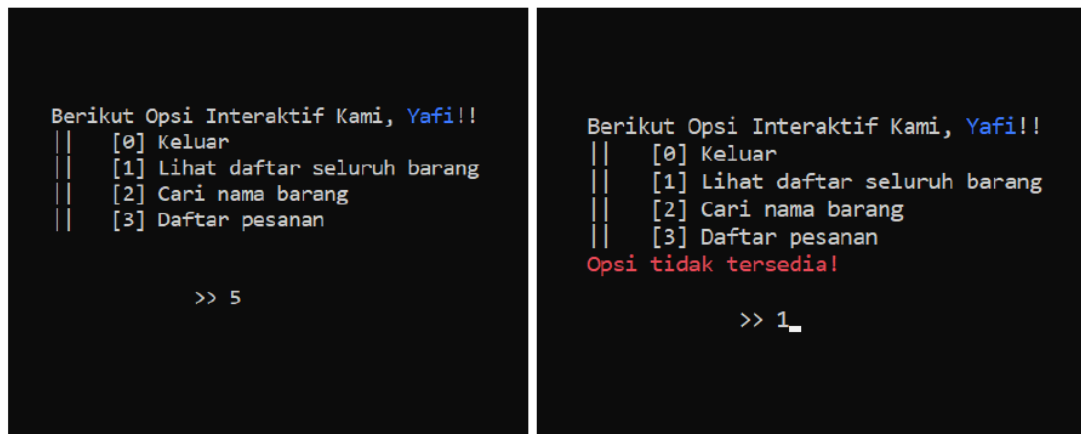 Berikut Opsi Interaktif Kami, Yafi!!
||   [0] Keluar
||   [1] Lihat daftar seluruh barang
||   [2] Cari nama barang
||   [3] Daftar pesanan
>> 5
Berikut Opsi Interaktif Kami, Yafi!!
||   [0] Keluar
||   [1] Lihat daftar seluruh barang
||   [2] Cari nama barang
||   [3] Daftar pesanan
Opsi tidak tersedia!
>> 1_